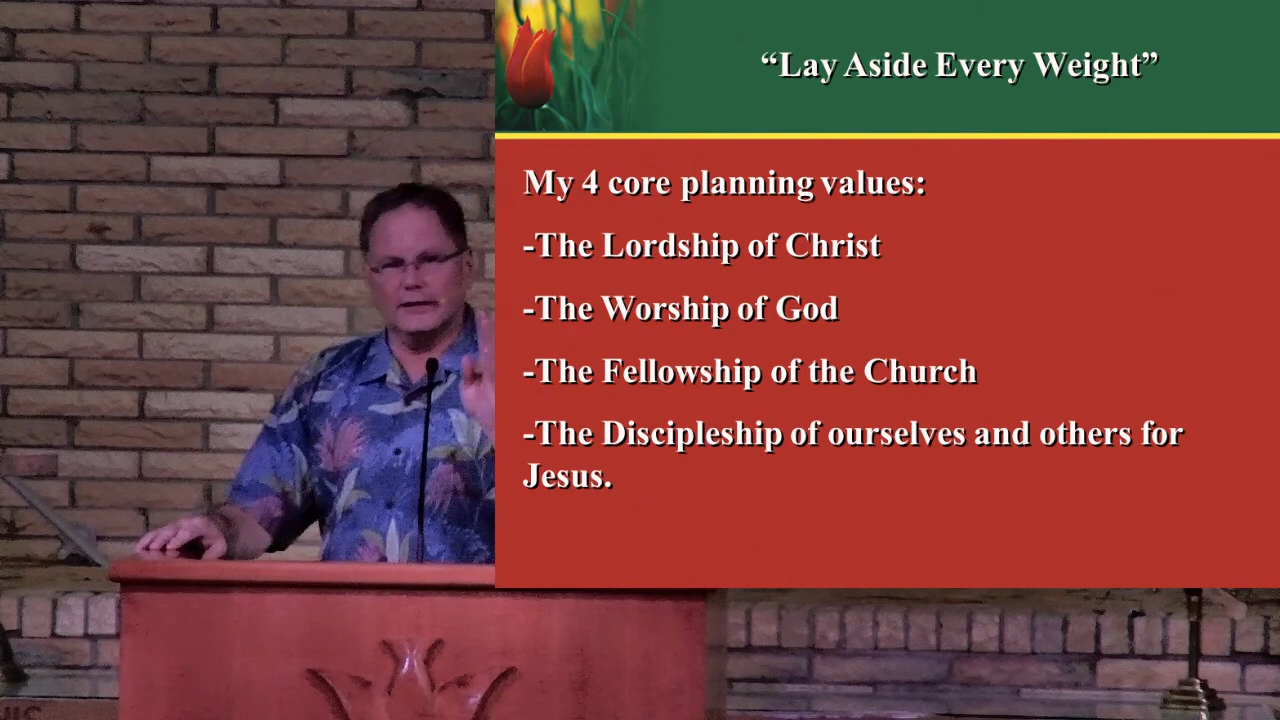 “Lay Aside Every Weight”
My 4 core planning values:
-The Lordship of Christ
-The Worship of God
-The Fellowship of the Church
-The Discipleship of ourselves and others for
Jesus.